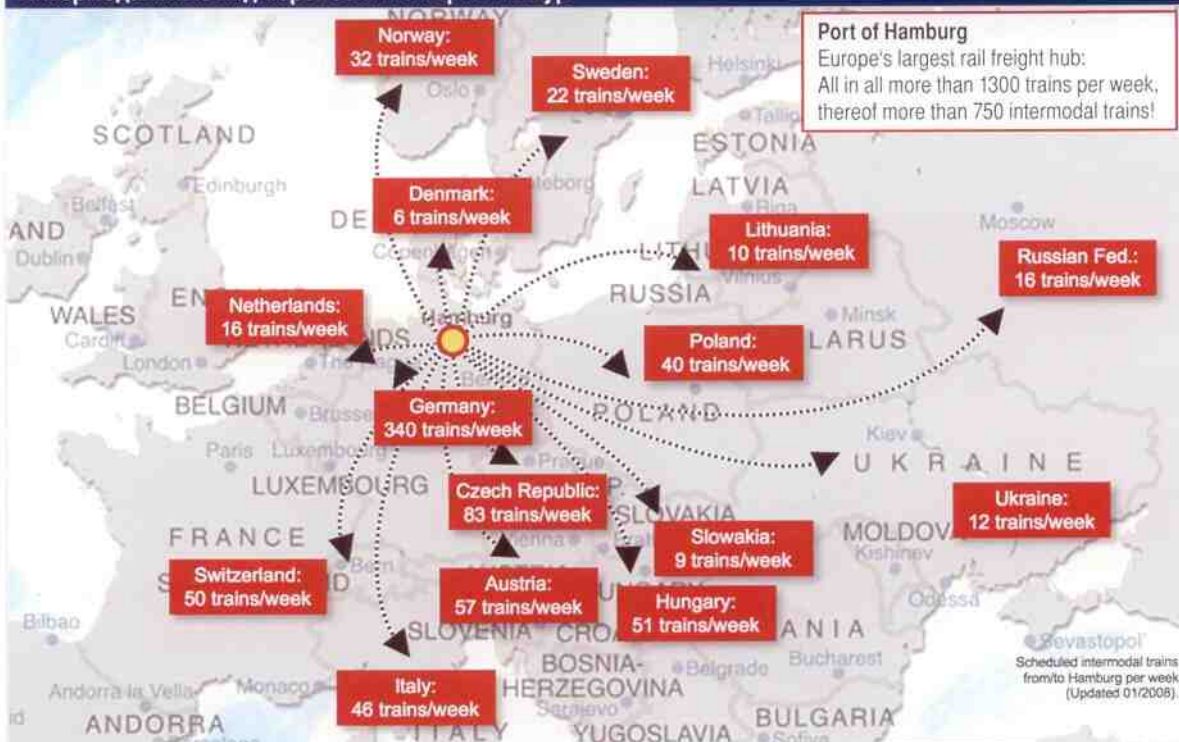 NORWAY
Norway:
32 trains/week
Oslo
Sweden:
22 trains/week
Helsinki
Port of Hamburg
Europe's largest rail freight hub:
All in all more than 1300 trains per week,
thereof more than 750 intermodal trains!
SCOTLAND
Edinburgh
ESTONIA
Denmark:
6 trains/week
LATVIA
Riga
Moscow
Belfast
AND
Dublin
DE
Copenhagen
Lithuania:
10 trains/week
Vilnius
Russian Fed.:
16 trains/week
RUSSIA
WALES
Cardiff
Netherlands:
16 trains/week
Hamburg
Minsk
LARUS
London
Poland:
40 trains/week
BELGIUM
Germany:
340 trains/week
POLAND
Paris
Luxembourg
Prague
Kiev
UKRAINE
LUXEMBOURG
Czech Republic:
83 trains/week
SLOVAKIA
Ukraine:
12 trains/week
FRANCE
Slowakia:
9 trains/week
MOLDOVA
Kishinev
Bern
Switzerland:
50 trains/week
Austria:
57 trains/week
Hungary:
51 trains/week
Odessa
Bilbao
SLOVENIA
CROA
ANIA
Sevastopol'
BOSNIA-
HERZEGOVINA
Belgrade
Bucharest
Scheduled intermodal trains
from/to Hamburg per week
(Updated 01/2008).
Andorra la Vella
Monaco
Italy:
46 trains/week
Sarajevo
ANDORRA
ITALY
YUGOSLAVIA
BULGARIA
Sofiya